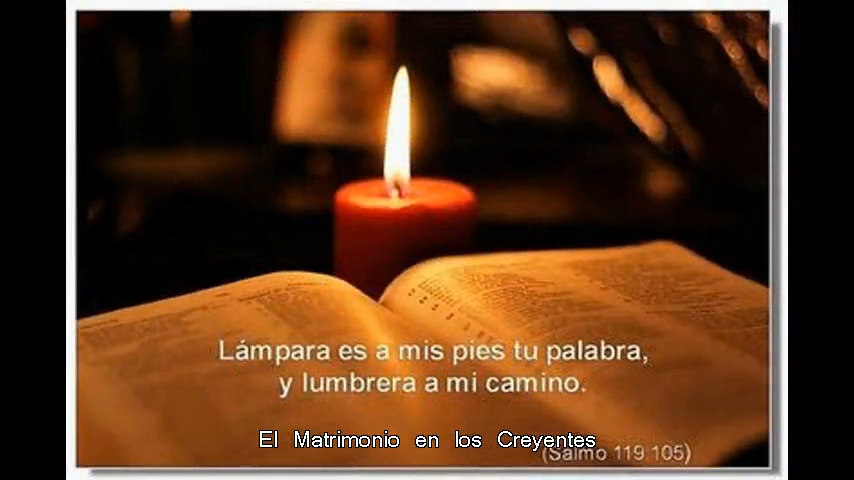 Lámpara es a mis pies tu palabra,
y lumbrera a mi camino.
El Matrimonio en los Creyentes
(Salmo 119:105)